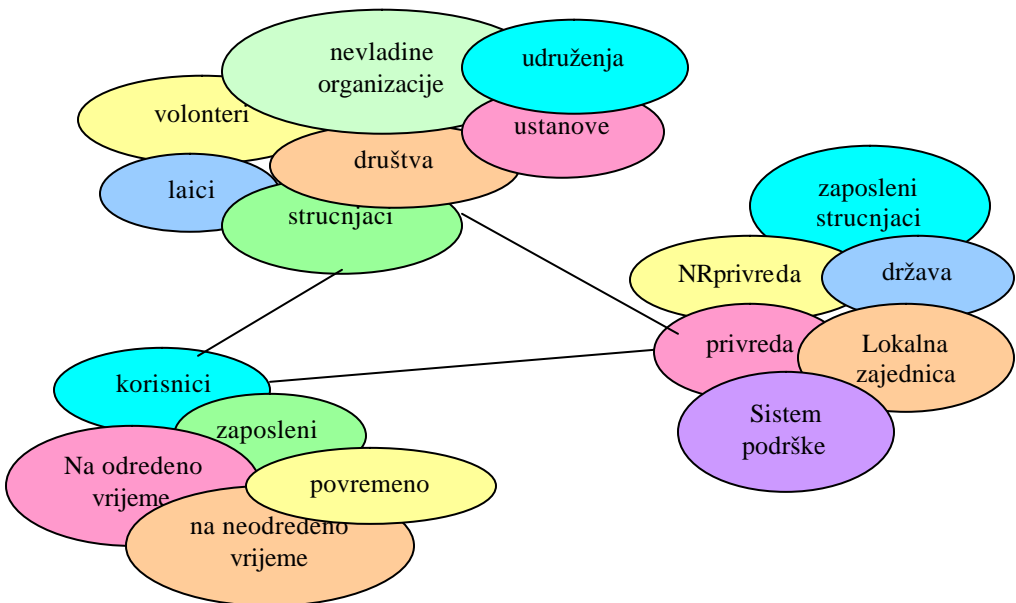 nevladine
organizacije
udruženja
volonteri
ustanove
društva
laici
strucnjaci
zaposleni
strucnjaci
NRprivreda
država
privreda
Lokalna
zajednica
Sistem
podrške
korisnici
zaposleni
Na odredeno
vrijeme
povremeno
na neodredeno
vrijeme